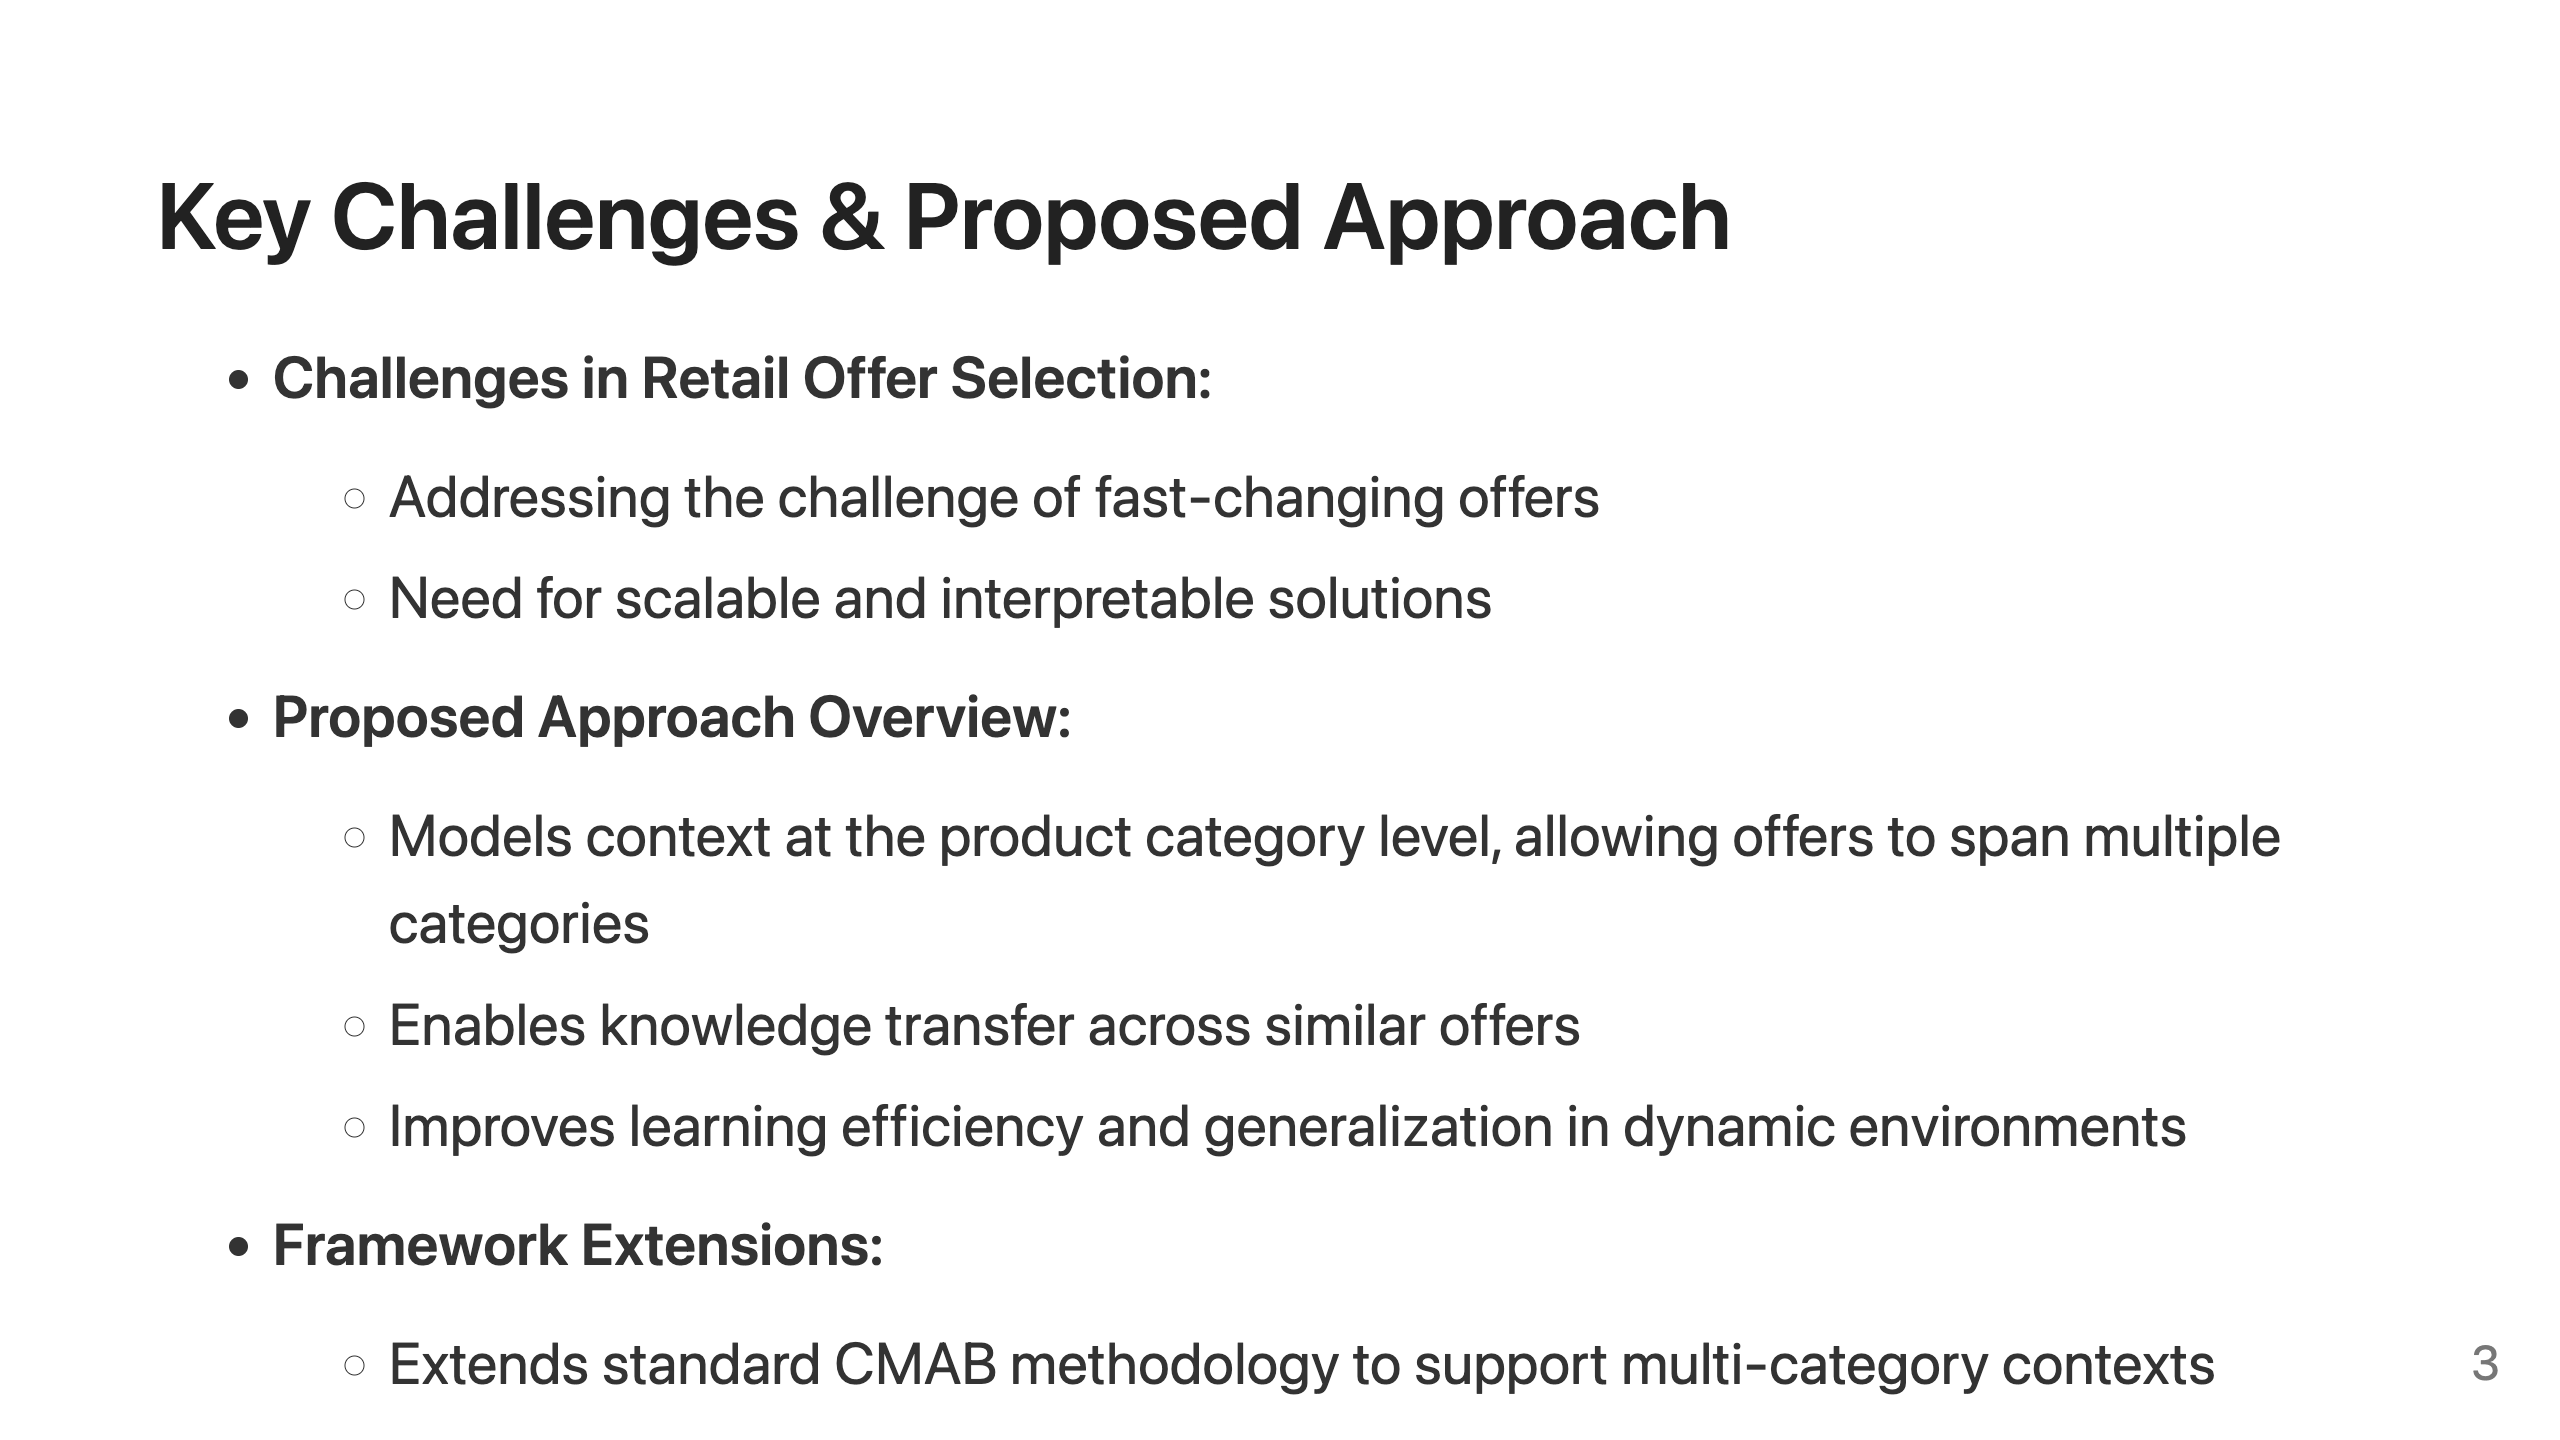 Key Challenges & Proposed Approach
• Challenges in Retail Offer Selection:
○ Addressing the challenge of fast-changing offers
○ Need for scalable and interpretable solutions
• Proposed Approach Overview:
○ Models context at the product category level, allowing offers to span multiple
categories
○ Enables knowledge transfer across similar offers
○ Improves learning efficiency and generalization in dynamic environments
• Framework Extensions:
○ Extends standard CMAB methodology to support multi-category contexts
3